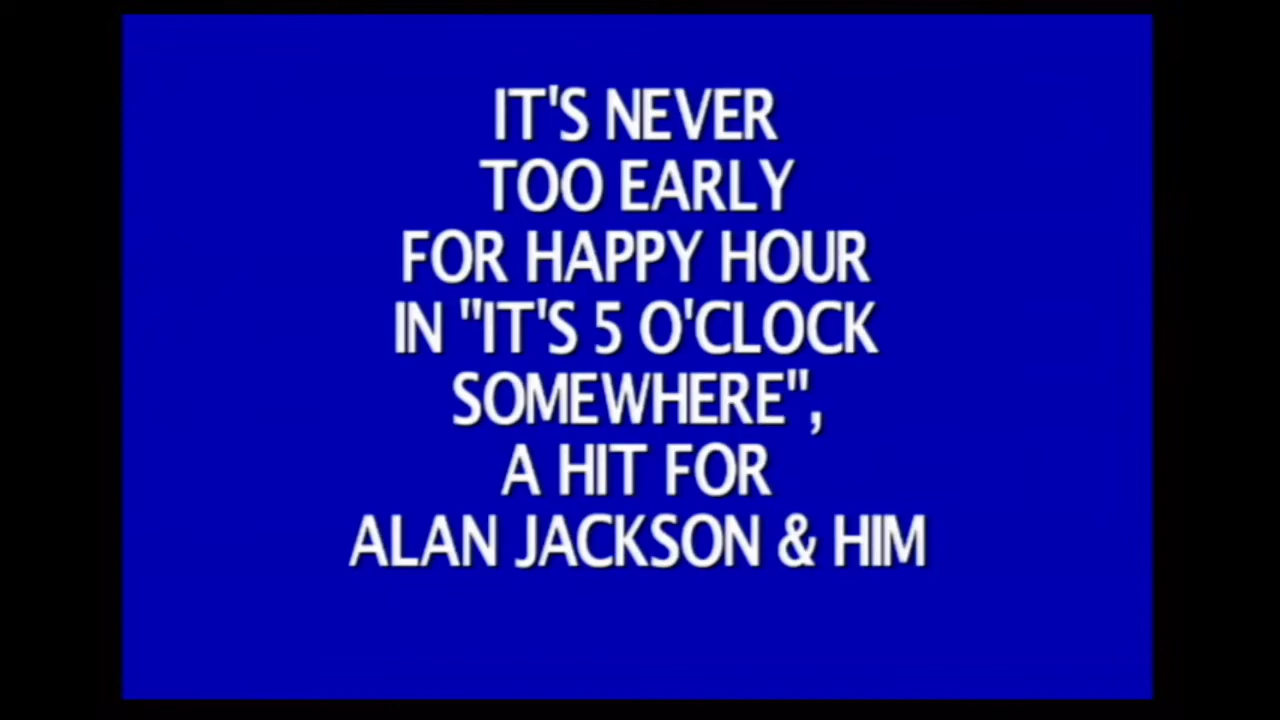 IT'S NEVER
TOO EARLY
FOR HAPPY HOUR
IN "IT'S 5 O'CLOCK
SOMEWHERE",
A HIT FOR
ALAN JACKSON & HIM